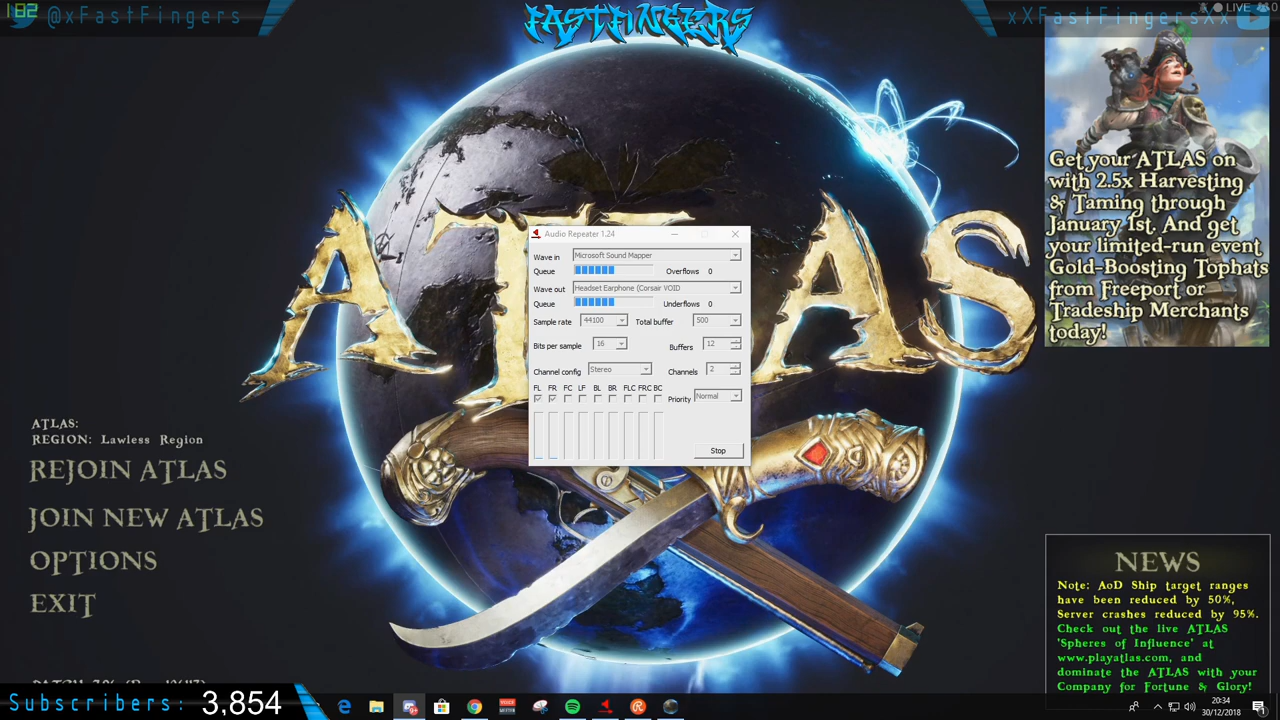 182
@xFastFingers
FASTFINGERS
LIVE 0
xXFastFingersXx
Get your ATLAS on
with 2.5x Harvesting
& Taming through
January 1st. And get
your limited-run event
Gold-Boosting Tophats
from Freeport or
Tradeship Merchants
today!
ATLAS
Audio Repeater 1.24
Wave in Microsoft Sound Mapper
Queue Overflows 0
Wave out Headset Earphone (Corsair VOID
Queue Underflows 0
Sample rate 44100 Total buffer 500
Bits per sample 16 Buffers 12
Channel config Stereo Channels 2
FL FR FC LF BL BR FLC FRC BC
Priority Normal
Stop
ATLAS:
REGION: Lawless Region
REJOIN ATLAS
JOIN NEW ATLAS
OPTIONS
EXIT
NEWS
Note: AoD Ship target ranges
have been reduced by 50%,
Server crashes reduced by 95%.
Check out the live ATLAS
'Spheres of Influence' at
www.playatlas.com, and
dominate the ATLAS with your
Company for Fortune & Glory!
Subscribers: 3,854
20:34
30/12/2018